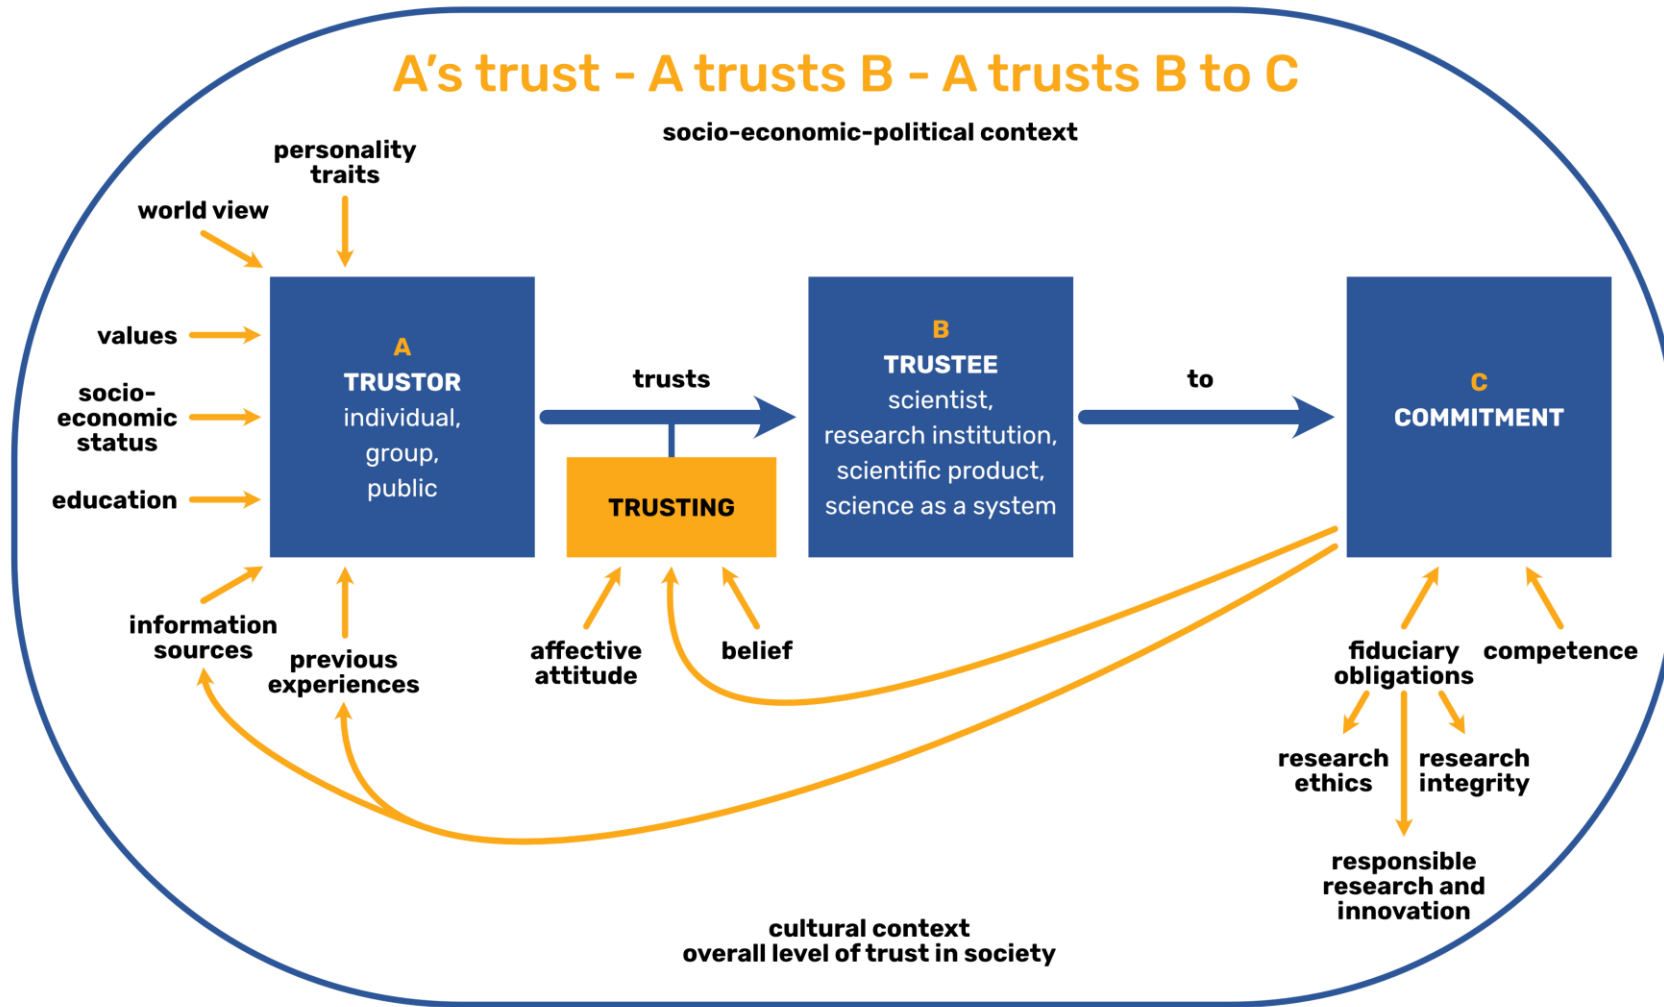 A's trust - A trusts B - A trusts B to C
socio-economic-political context
personality
traits
world view
values
socio-
economic
status
education
information
sources
previous
experiences
A
TRUSTOR
individual,
group,
public
trusts
TRUSTING
affective
attitude
belief
B
TRUSTEE
scientist,
research institution,
scientific product,
science as a system
to
C
COMMITMENT
fiduciary
obligations
competence
research
ethics
research
integrity
responsible
research and
innovation
cultural context
overall level of trust in society